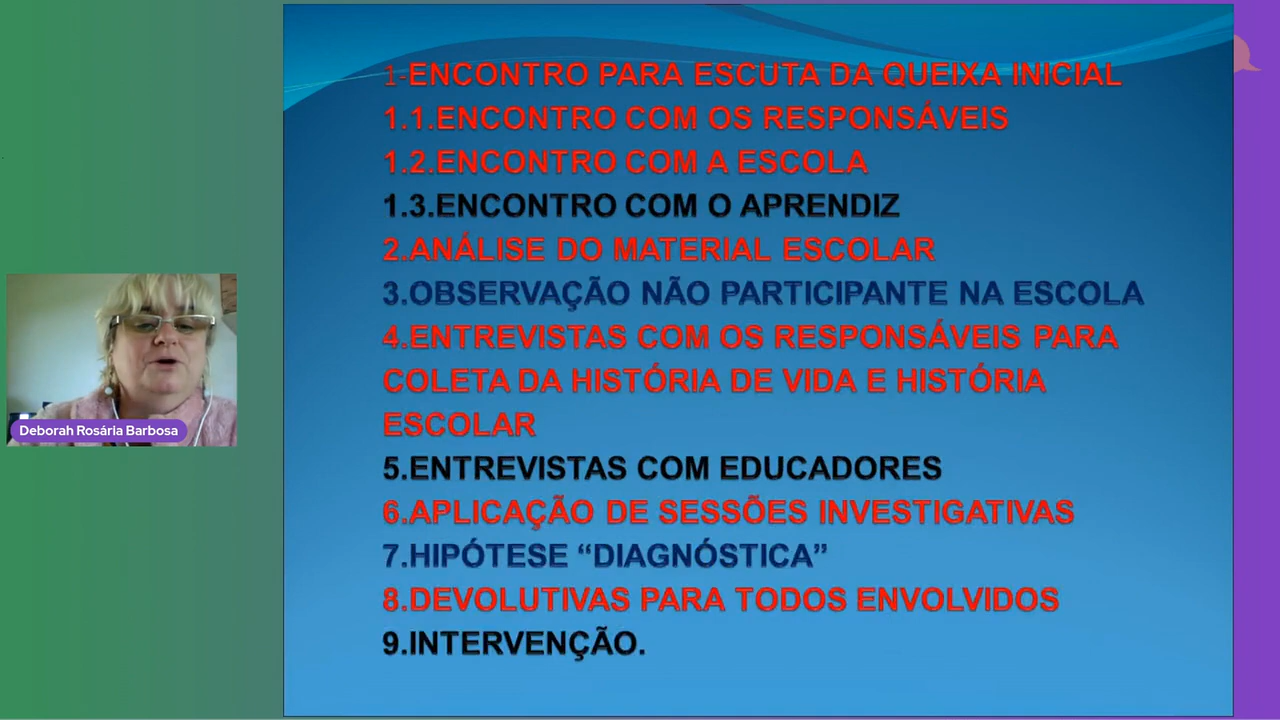 1-ENCONTRO PARA ESCUTA DA QUEIXA INICIAL
1.1.ENCONTRO COM OS RESPONSÁVEIS
1.2.ENCONTRO COM A ESCOLA
1.3.ENCONTRO COM O APRENDIZ
2.ANÁLISE DO MATERIAL ESCOLAR
3.OBSERVAÇÃO NÃO PARTICIPANTE NA ESCOLA
4.ENTREVISTAS COM OS RESPONSÁVEIS PARA
COLETA DA HISTÓRIA DE VIDA E HISTÓRIA
ESCOLAR
5.ENTREVISTAS COM EDUCADORES
6.APLICAÇÃO DE SESSÕES INVESTIGATIVAS
7.HIPÓTESE “DIAGNÓSTICA”
8.DEVOLUTIVAS PARA TODOS ENVOLVIDOS
9.INTERVENÇÃO.
Deborah Rosária Barbosa